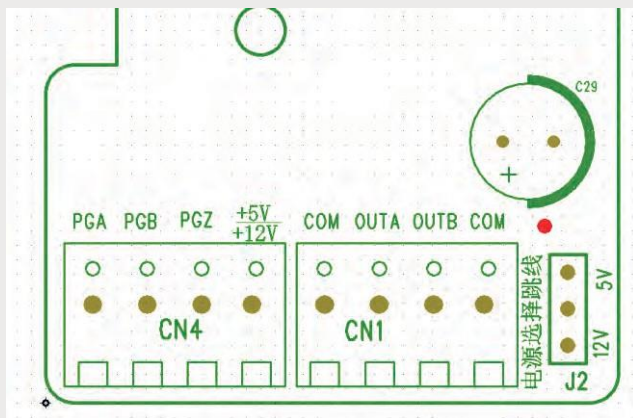 C29
+
PGA PGB PGZ +5V/+12V COM OUTA OUTB COM
CN4 CN1
电源选择跳线
5V
12V
J2